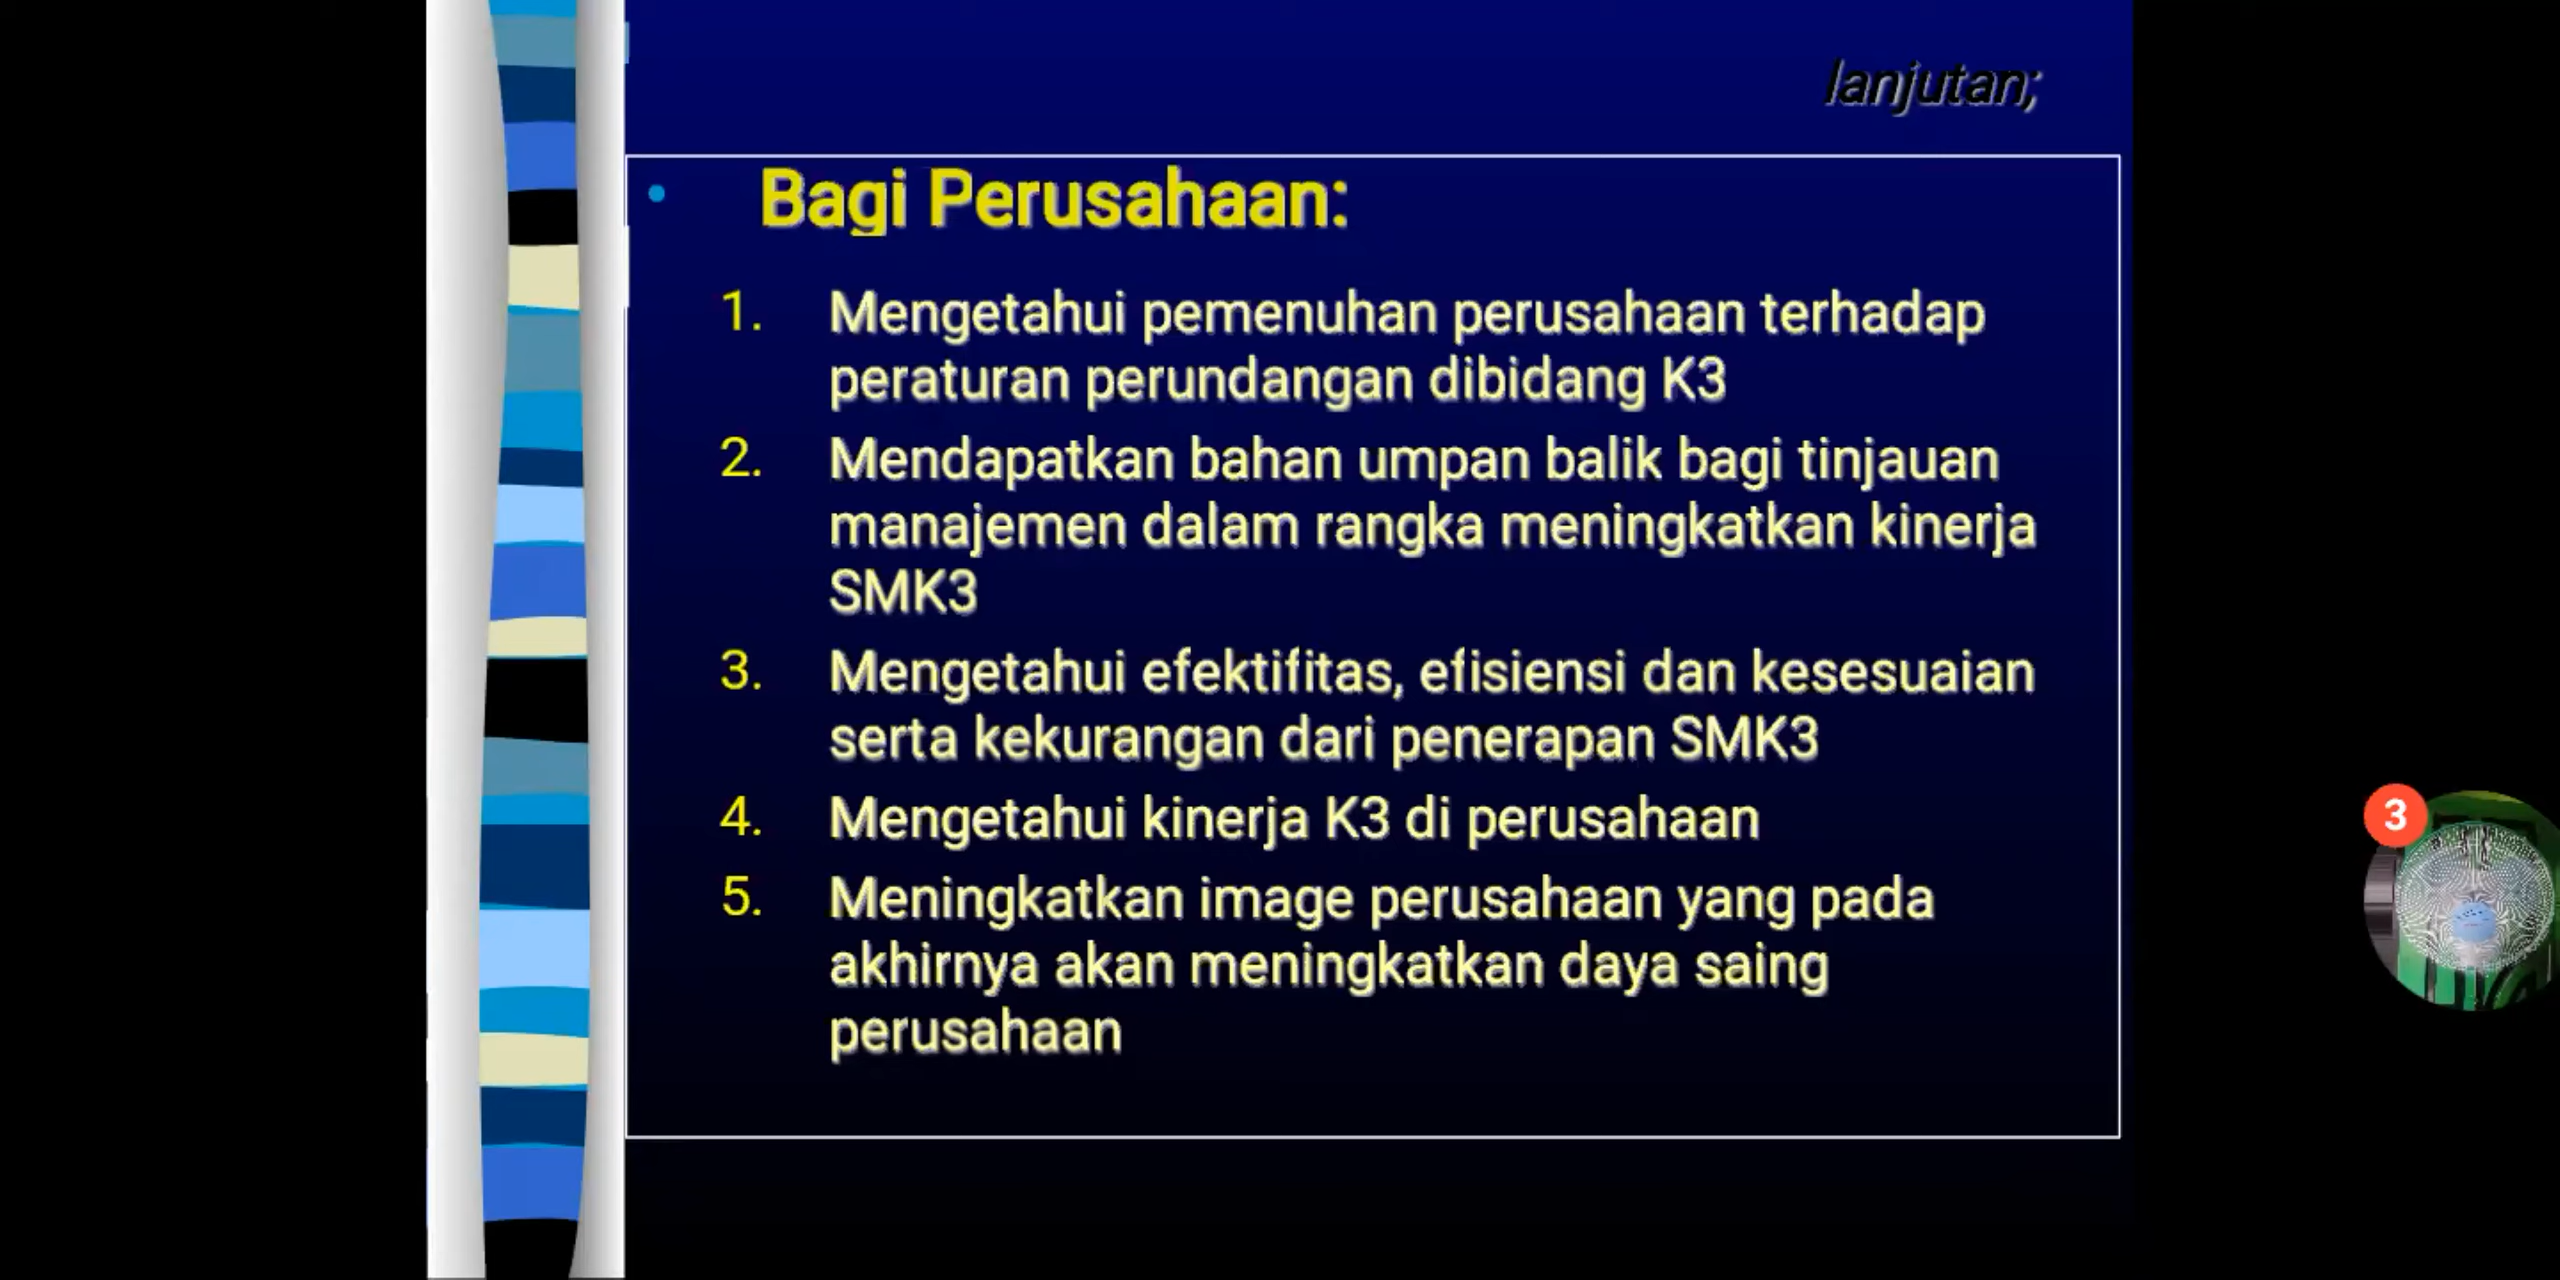 lanjutan;
• Bagi Perusahaan:
1. Mengetahui pemenuhan perusahaan terhadap
peraturan perundangan dibidang K3
2. Mendapatkan bahan umpan balik bagi tinjauan
manajemen dalam rangka meningkatkan kinerja
SMK3
3. Mengetahui efektifitas, efisiensi dan kesesuaian
serta kekurangan dari penerapan SMK3
4. Mengetahui kinerja K3 di perusahaan
5. Meningkatkan image perusahaan yang pada
akhirnya akan meningkatkan daya saing
perusahaan
3